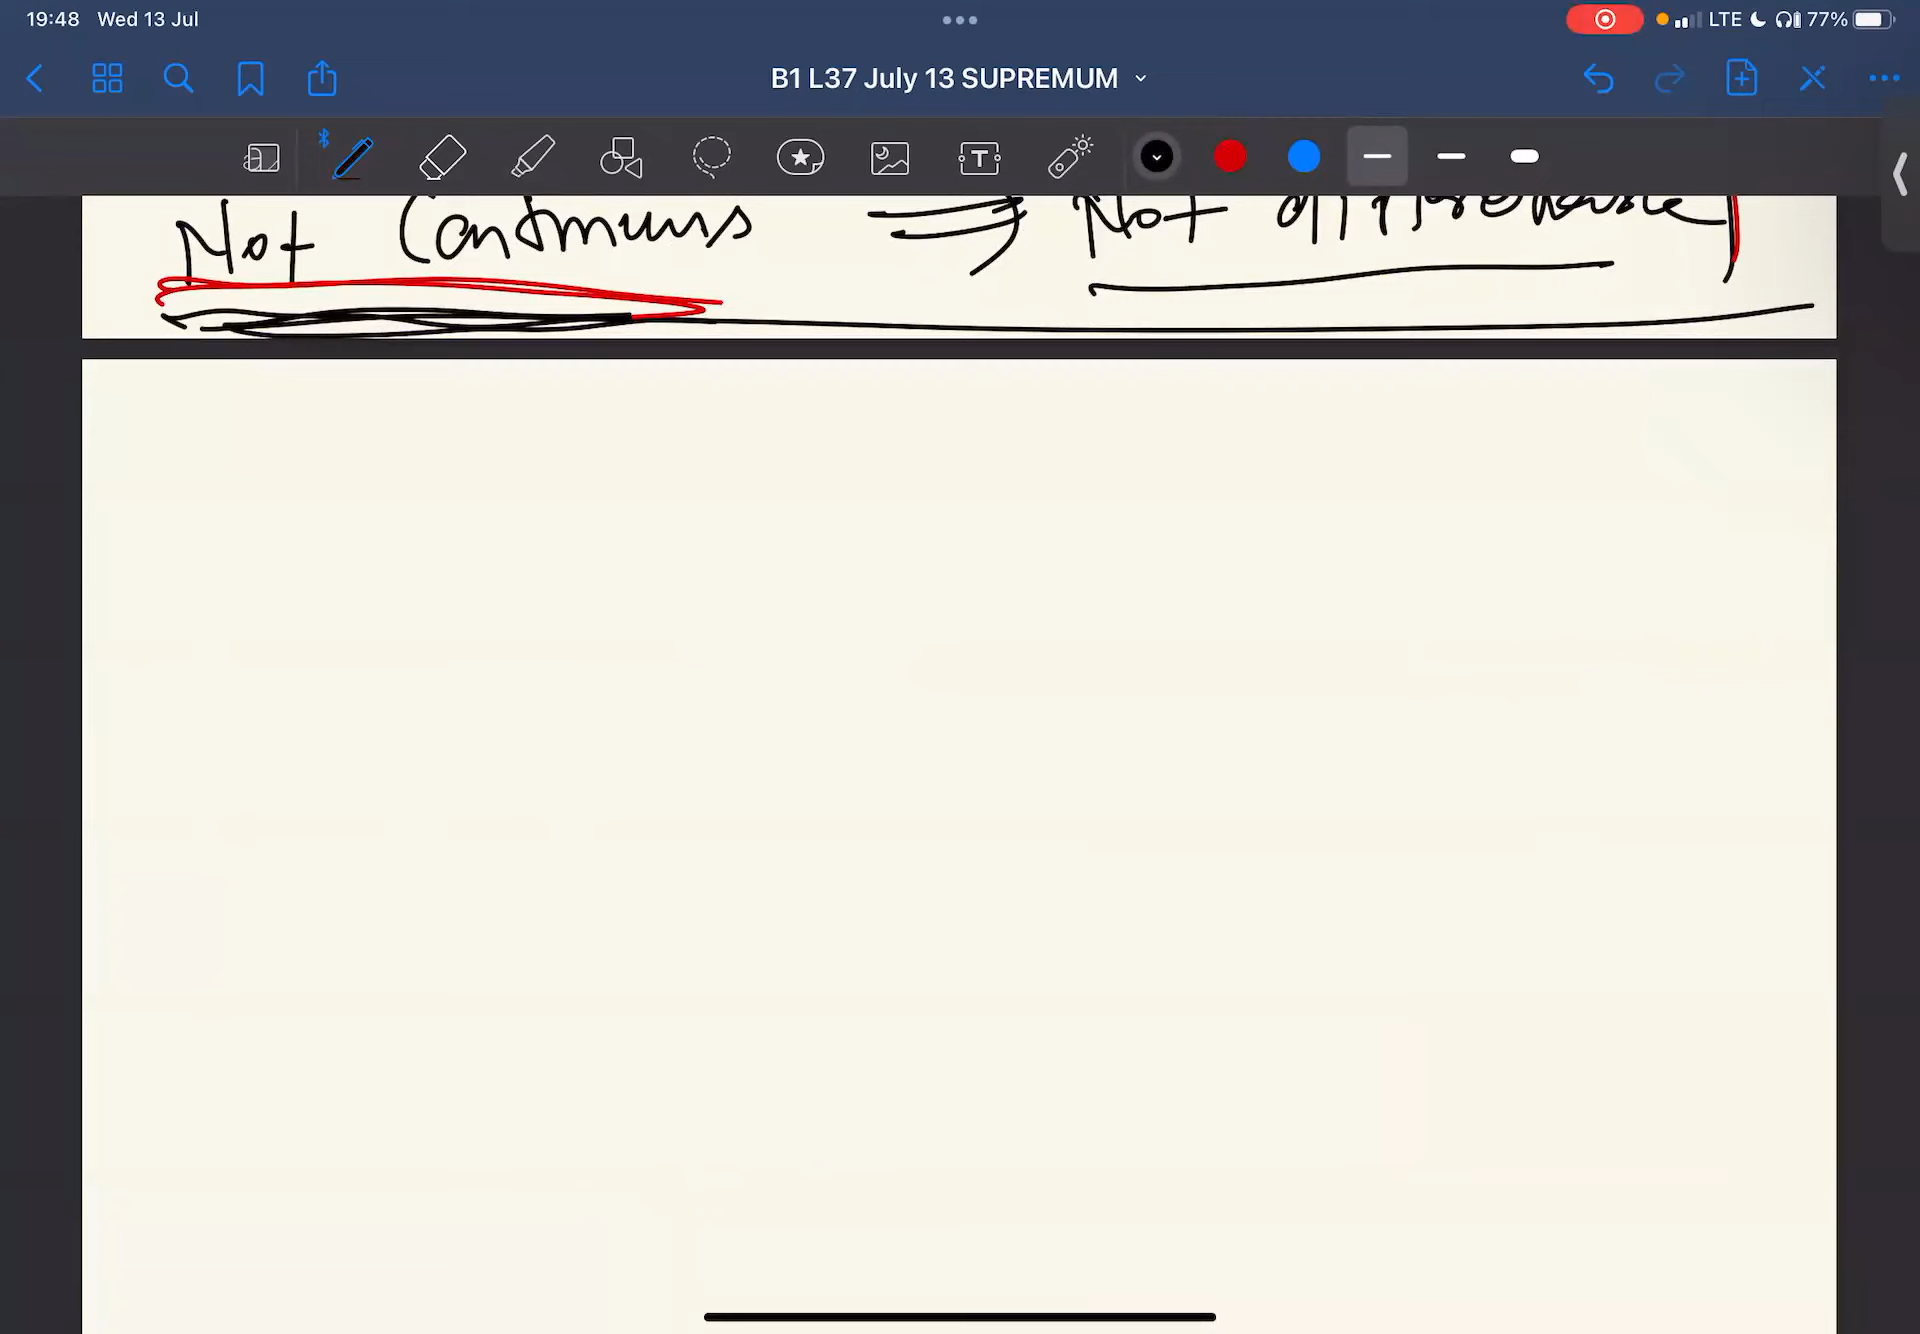 19:48 Wed 13 Jul
LTE 77%
B1 L37 July 13 SUPREMUM
T
Not Continuous ⇒ Not differentiable